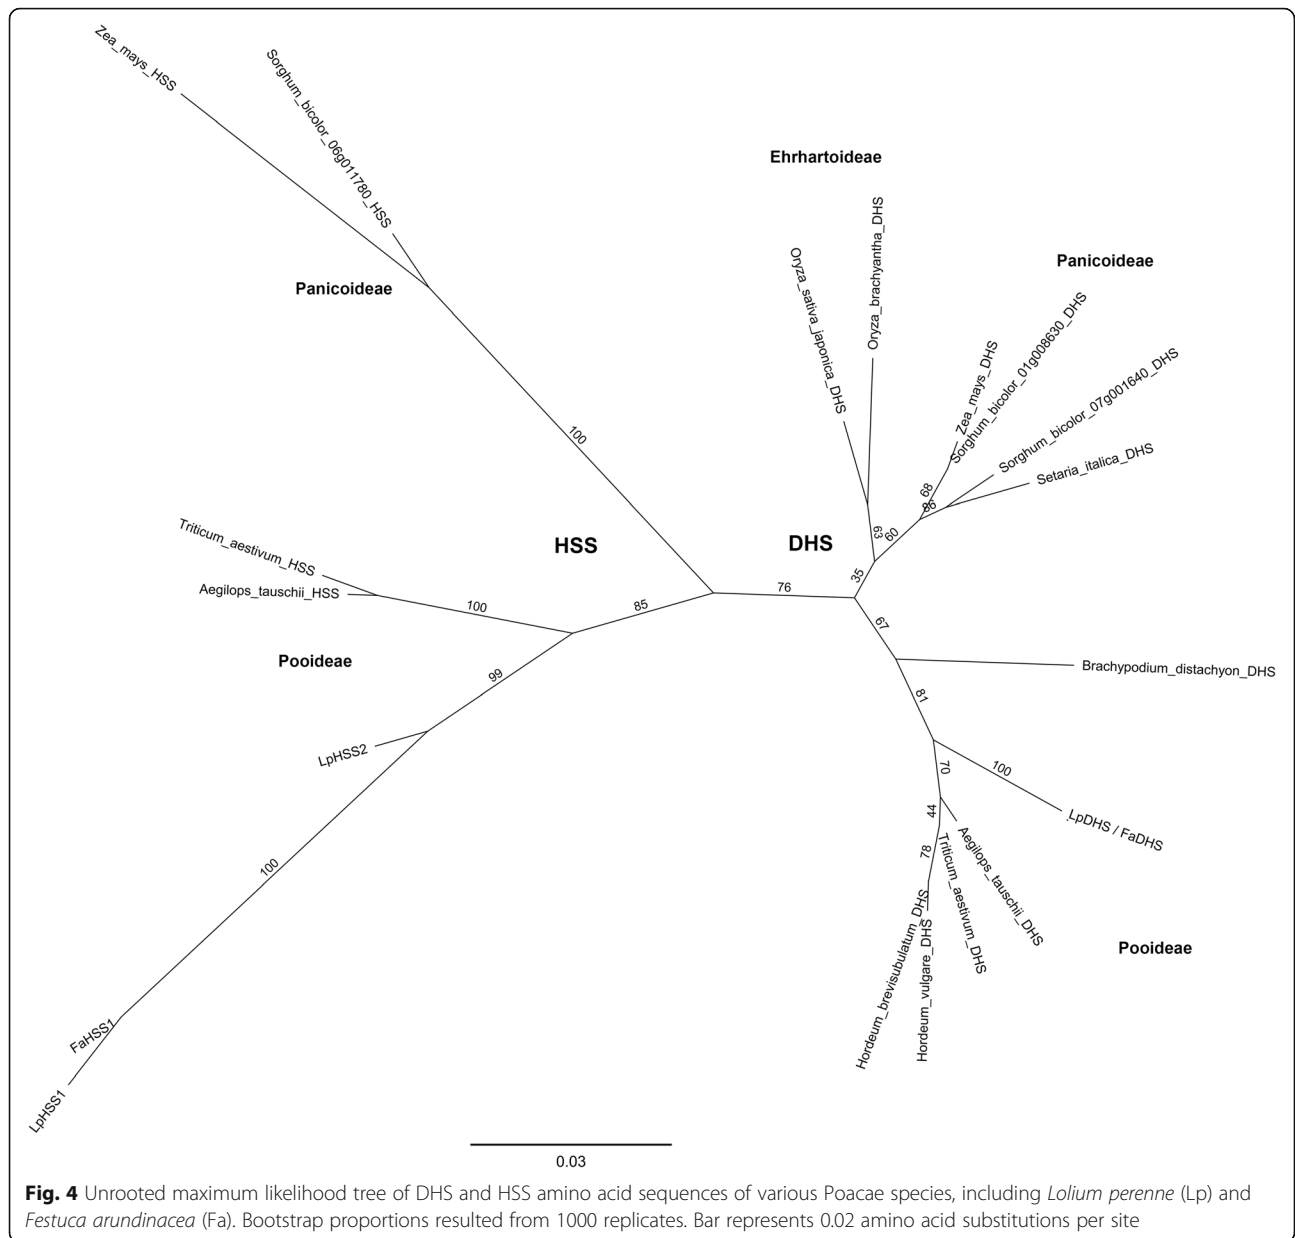 Zea_mays_HSS
Sorghum_bicolor_06g011780_HSS
Panicoideae
100
Ehrhartoideae
Oryza_sativa_japonica_DHS
Oryza_brachyantha_DHS
Panicoideae
Zea_mays_DHS
Sorghum_bicolor_01g008630_DHS
Sorghum_bicolor_07g001640_DHS
Setaria_italica_DHS
68
86
63
60
35
HSS
DHS
76
85
Triticum_aestivum_HSS
Aegilops_tauschii_HSS
100
Pooideae
99
LpHSS2
100
FaHSS1
LpHSS1
67
Brachypodium_distachyon_DHS
81
100
LpDHS / FaDHS
70
44
78
Aegilops_tauschii_DHS
Triticum_aestivum_DHS
Hordeum_vulgare_DHS
Hordeum_brevisubulatum_DHS
Pooideae
0.03
Fig. 4 Unrooted maximum likelihood tree of DHS and HSS amino acid sequences of various Poacae species, including Lolium perenne (Lp) and
Festuca arundinacea (Fa). Bootstrap proportions resulted from 1000 replicates. Bar represents 0.02 amino acid substitutions per site